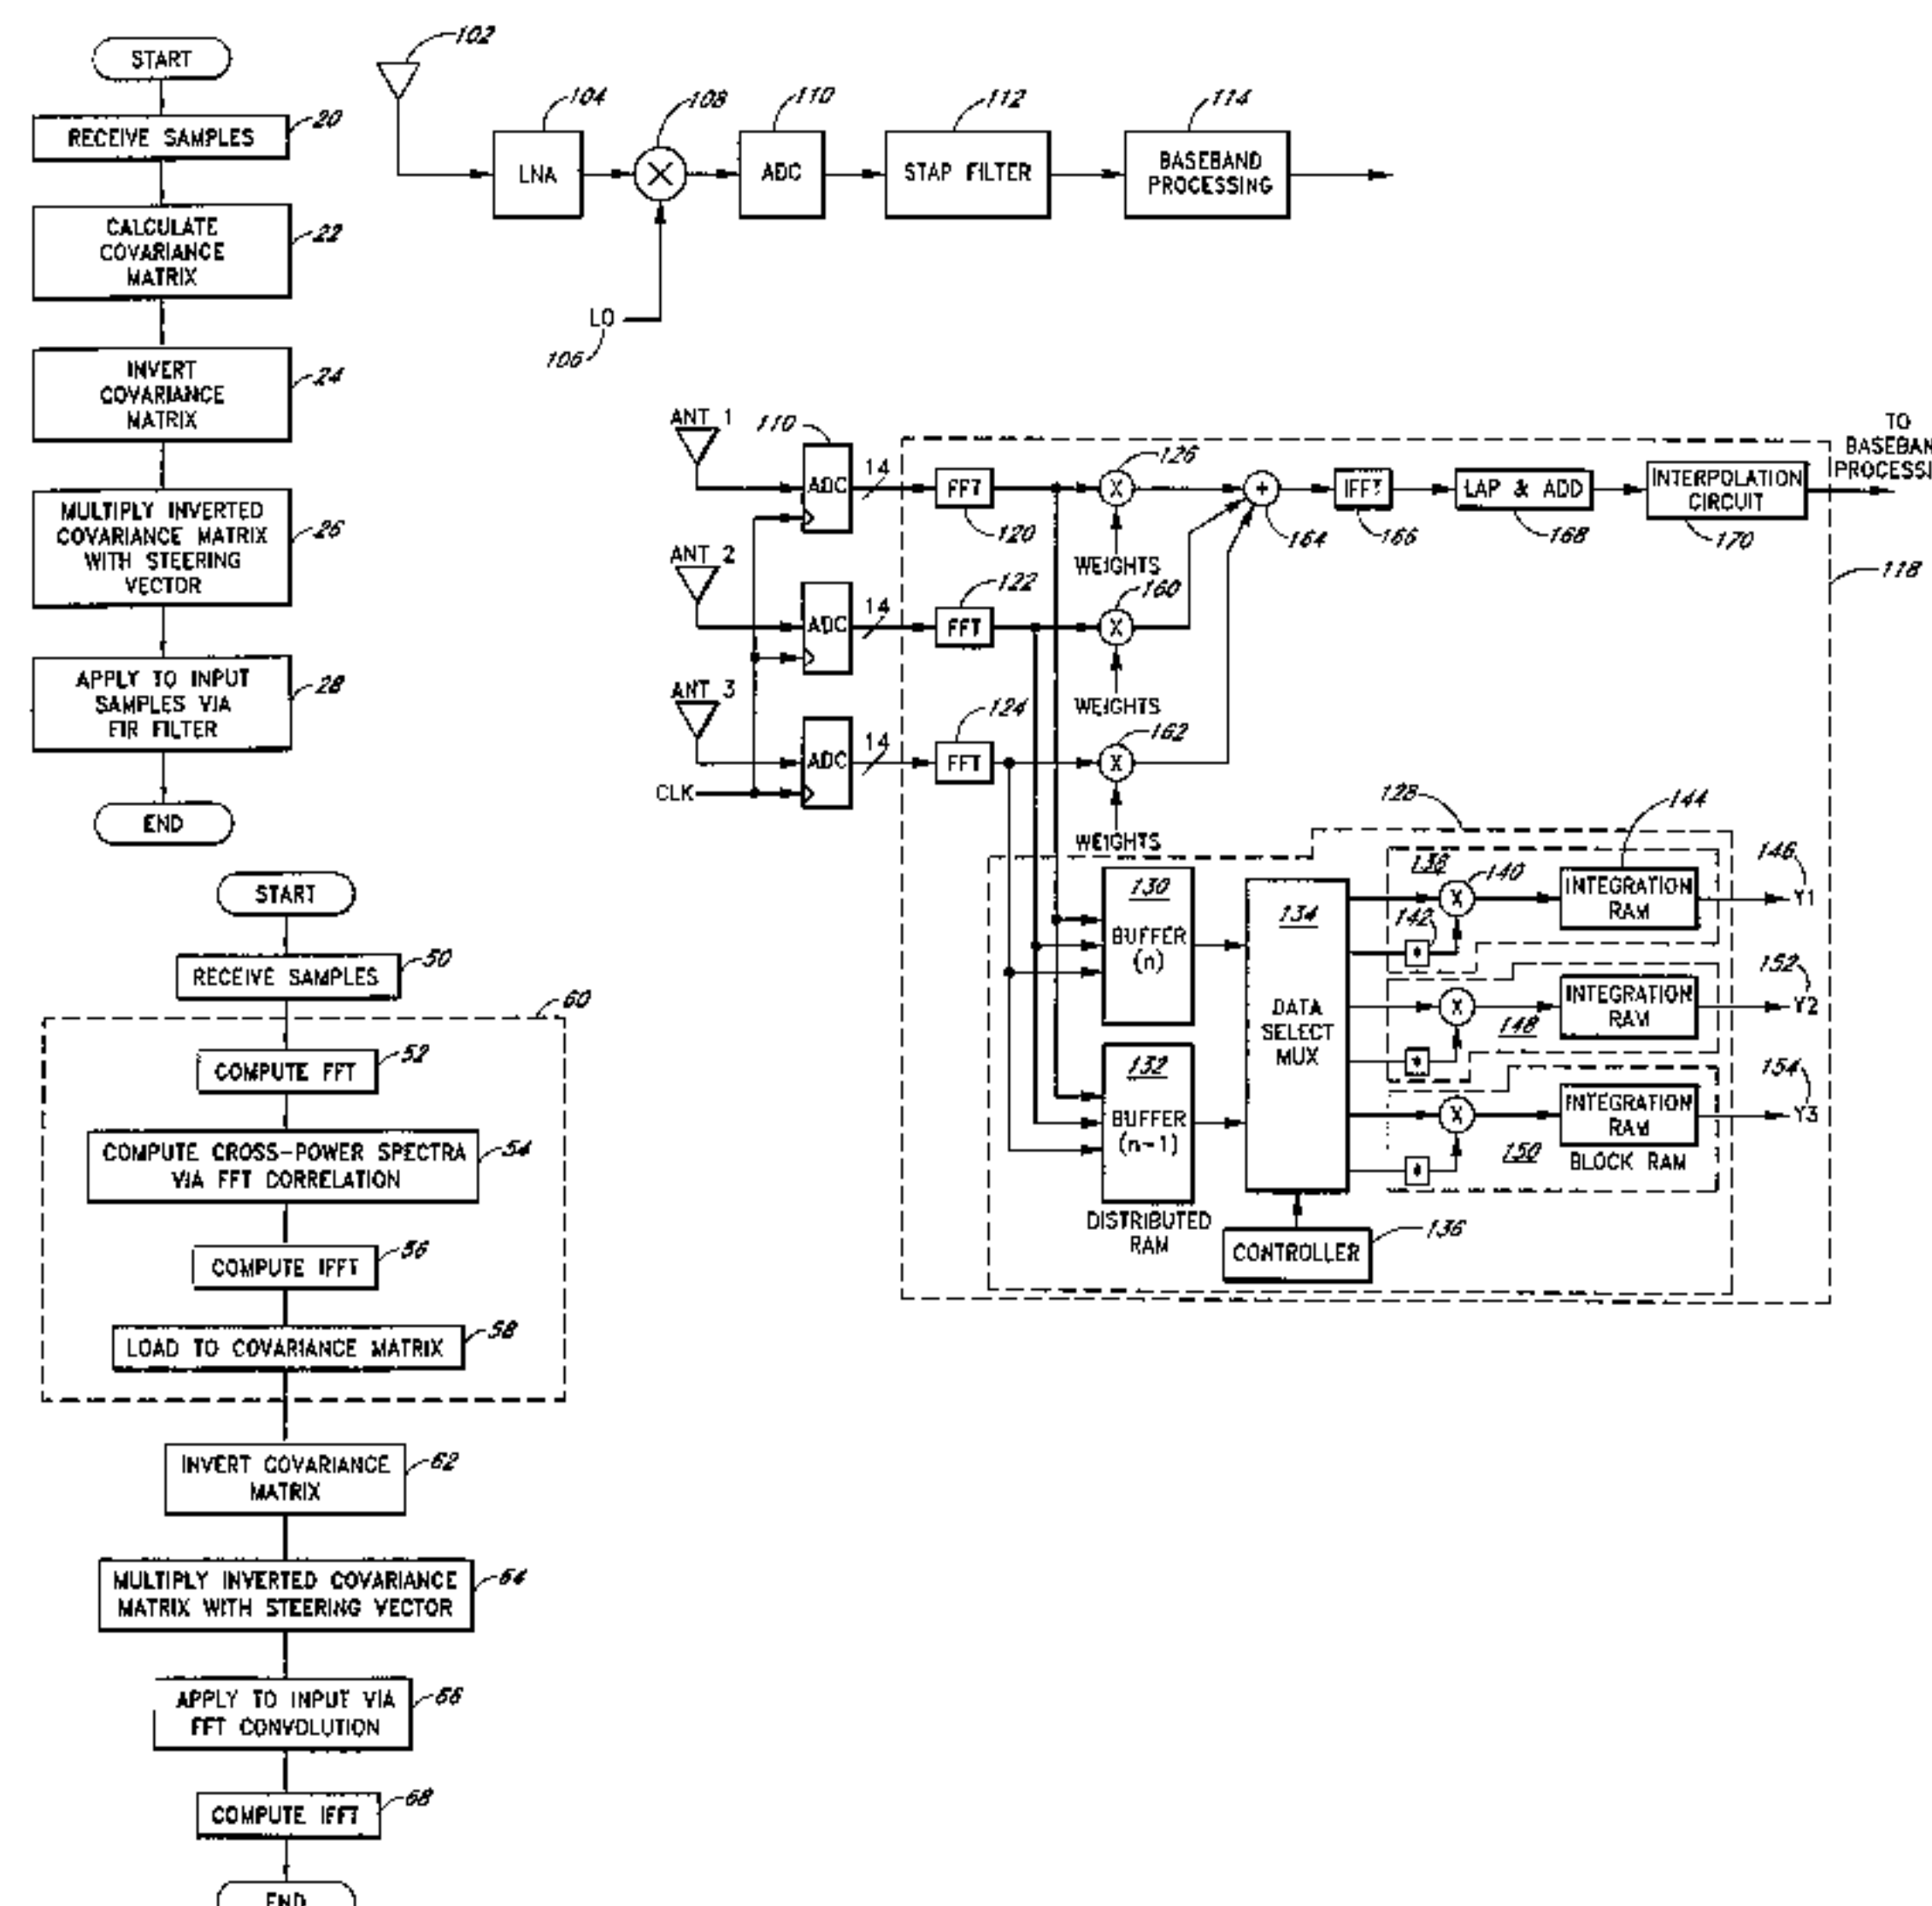 START
RECEIVE SAMPLES
20
CALCULATE
COVARIANCE
MATRIX
22
INVERT
COVARIANCE
MATRIX
24
MULTIPLY INVERTED
COVARIANCE MATRIX
WITH STEERING
VECTOR
26
APPLY TO INPUT
SAMPLES VIA
FIR FILTER
28
END
102
104
LNA
108
X
LO
106
110
ADC
112
STAP FILTER
114
BASEBAND
PROCESSING
ANT 1
110
ADC
14
FFT
120
126
X
WEIGHTS
+
164
IFFT
166
LAP & ADD
168
INTERPOLATION
CIRCUIT
170
TO
BASEBAN
PROCESSI
118
ANT 2
ADC
14
122
FFT
160
X
WEIGHTS
ANT 3
ADC
14
124
FFT
162
X
WEIGHTS
CLK
128
130
BUFFER
(n)
132
BUFFER
(n-1)
DISTRIBUTED
RAM
134
DATA
SELECT
MUX
CONTROLLER
136
138
X
140
142
*
144
INTEGRATION
RAM
146
Y1
X
148
*
INTEGRATION
RAM
152
Y2
X
150
*
INTEGRATION
RAM
BLOCK RAM
154
Y3
START
RECEIVE SAMPLES
50
60
COMPUTE FFT
52
COMPUTE CROSS-POWER SPECTRA
VIA FFT CORRELATION
54
COMPUTE IFFT
56
LOAD TO COVARIANCE MATRIX
58
INVERT COVARIANCE
MATRIX
62
MULTIPLY INVERTED COVARIANCE
MATRIX WITH STEERING VECTOR
64
APPLY TO INPUT VIA
FFT CONVOLUTION
66
COMPUTE IFFT
68
END